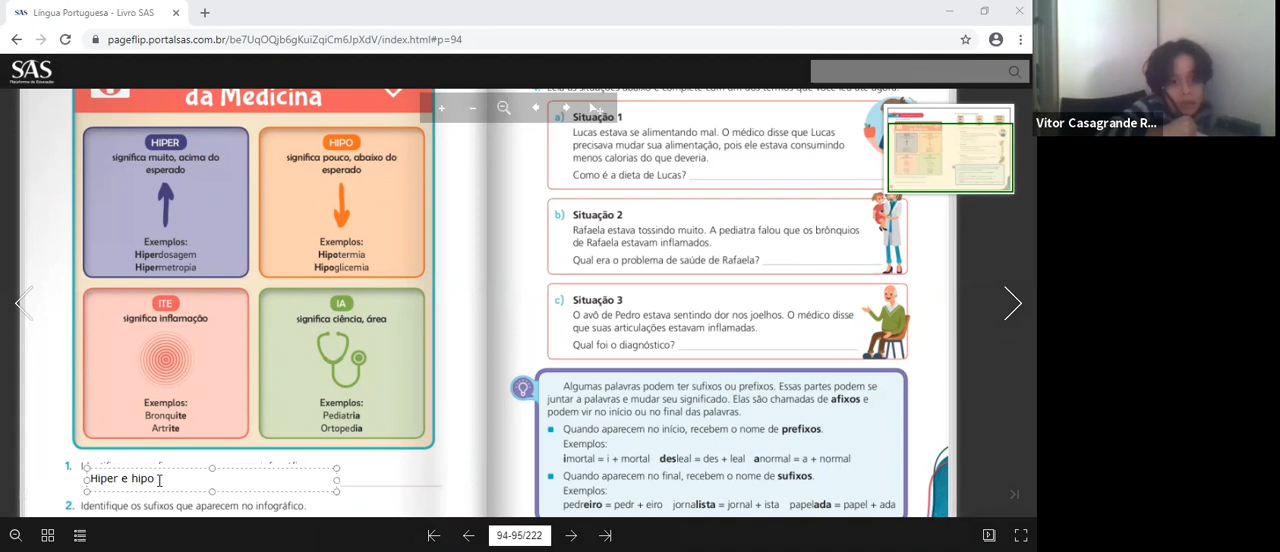 SAS Língua Portuguesa - Livro SAS
pageflip.portalsas.com.br/be7UqOQjb6gKuiZqiCm6JpXdV/index.html#p=94
SAS
Plataforma de Educação
da Medicina
HIPER
significa muito, acima do
esperado
Exemplos:
Hiperdosagem
Hipermetropia
HIPO
significa pouco, abaixo do
esperado
Exemplos:
Hipotermia
Hipoglicemia
ITE
significa inflamação
Exemplos:
Bronquite
Artrite
IA
significa ciência, área
Exemplos:
Pediatria
Ortopedia
1.
Hiper e hipo
2. Identifique os sufixos que aparecem no infográfico.
a) Situação 1
Lucas estava se alimentando mal. O médico disse que Lucas
precisava mudar sua alimentação, pois ele estava consumindo
menos calorias do que deveria.
Como é a dieta de Lucas?
b) Situação 2
Rafaela estava tossindo muito. A pediatra falou que os brônquios
de Rafaela estavam inflamados.
Qual era o problema de saúde de Rafaela?
c) Situação 3
O avô de Pedro estava sentindo dor nos joelhos. O médico disse
que suas articulações estavam inflamadas.
Qual foi o diagnóstico?
Algumas palavras podem ter sufixos ou prefixos. Essas partes podem se
juntar a palavras e mudar seu significado. Elas são chamadas de afixos e
podem vir no início ou no final das palavras.
Quando aparecem no início, recebem o nome de prefixos.
Exemplos:
imortal = i + mortal desleal = des + leal anormal = a + normal
Quando aparecem no final, recebem o nome de sufixos.
Exemplos:
pedreiro = pedr + eiro jornalista = jornal + ista papelada = papel + ada
94-95/222
Vitor Casagrande R...